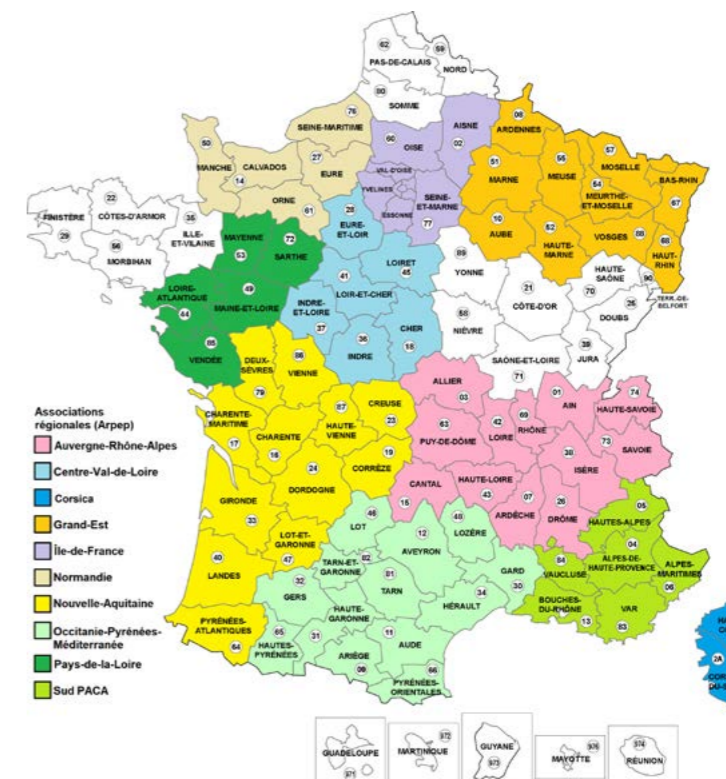 62
59
PAS-DE-CALAIS
NORD
80
SOMME
76
SEINE-MARITIME
08
ARDENNES
AISNE
02
60
OISE
50
MANCHE
CALVADOS
14
27
EURE
VAL-D'OISE
YVELINES
ESSONNE
SEINE
ET-MARNE
77
51
MARNE
55
MEUSE
57
MOSELLE
54
MEURTHE-
ET-MOSELLE
BAS-RHIN
67
ORNE
61
28
EURE-
ET-LOIR
10
AUBE
52
HAUTE-
MARNE
VOSGES
88
68
HAUT-
RHIN
22
CÔTES-D'ARMOR
FINISTÈRE
29
35
ILLE-
ET-VILAINE
56
MORBIHAN
MAYENNE
53
72
SARTHE
LOIRET
45
41
LOIR-ET-CHER
89
YONNE
21
CÔTE-D'OR
HAUTE-
SAÔNE
70
90
TERR.-DE-
BELFORT
25
DOUBS
LOIRE-
ATLANTIQUE
44
49
MAINE-ET-LOIRE
INDRE-
ET-LOIRE
37
36
INDRE
CHER
18
58
NIÈVRE
39
JURA
SAÔNE-ET-LOIRE
71
85
VENDÉE
DEUX-
SÈVRES
79
86
VIENNE
ALLIER
03
01
AIN
74
HAUTE-SAVOIE
CHARENTE-
MARITIME
17
CHARENTE
16
87
HAUTE-
VIENNE
CREUSE
23
63
PUY-DE-DÔME
42
LOIRE
69
RHÔNE
73
SAVOIE
38
ISÈRE
19
CORRÈZE
24
DORDOGNE
CANTAL
15
HAUTE-LOIRE
43
07
ARDÈCHE
26
DRÔME
05
HAUTES-ALPES
GIRONDE
33
LOT-ET-
GARONNE
47
46
LOT
12
AVEYRON
48
LOZÈRE
04
ALPES-DE-
HAUTE-PROVENCE
ALPES-
MARITIMES
06
84
VAUCLUSE
40
LANDES
TARN-ET-
GARONNE
82
81
TARN
GARD
30
BOUCHES-
DU-RHÔNE
13
VAR
83
32
GERS
HAUTE-
GARONNE
31
34
HÉRAULT
PYRÉNÉES-
ATLANTIQUES
64
65
HAUTES-
PYRÉNÉES
11
AUDE
ARIÈGE
09
66
PYRÉNÉES-
ORIENTALES
2A
Associations
régionales (Arpep)
Auvergne-Rhône-Alpes
Centre-Val-de-Loire
Corsica
Grand-Est
Île-de-France
Normandie
Nouvelle-Aquitaine
Occitanie-Pyrénées-
Méditerranée
Pays-de-la-Loire
Sud PACA
GUADELOUPE
971
MARTINIQUE
972
GUYANE
973
976
MAYOTTE
974
RÉUNION